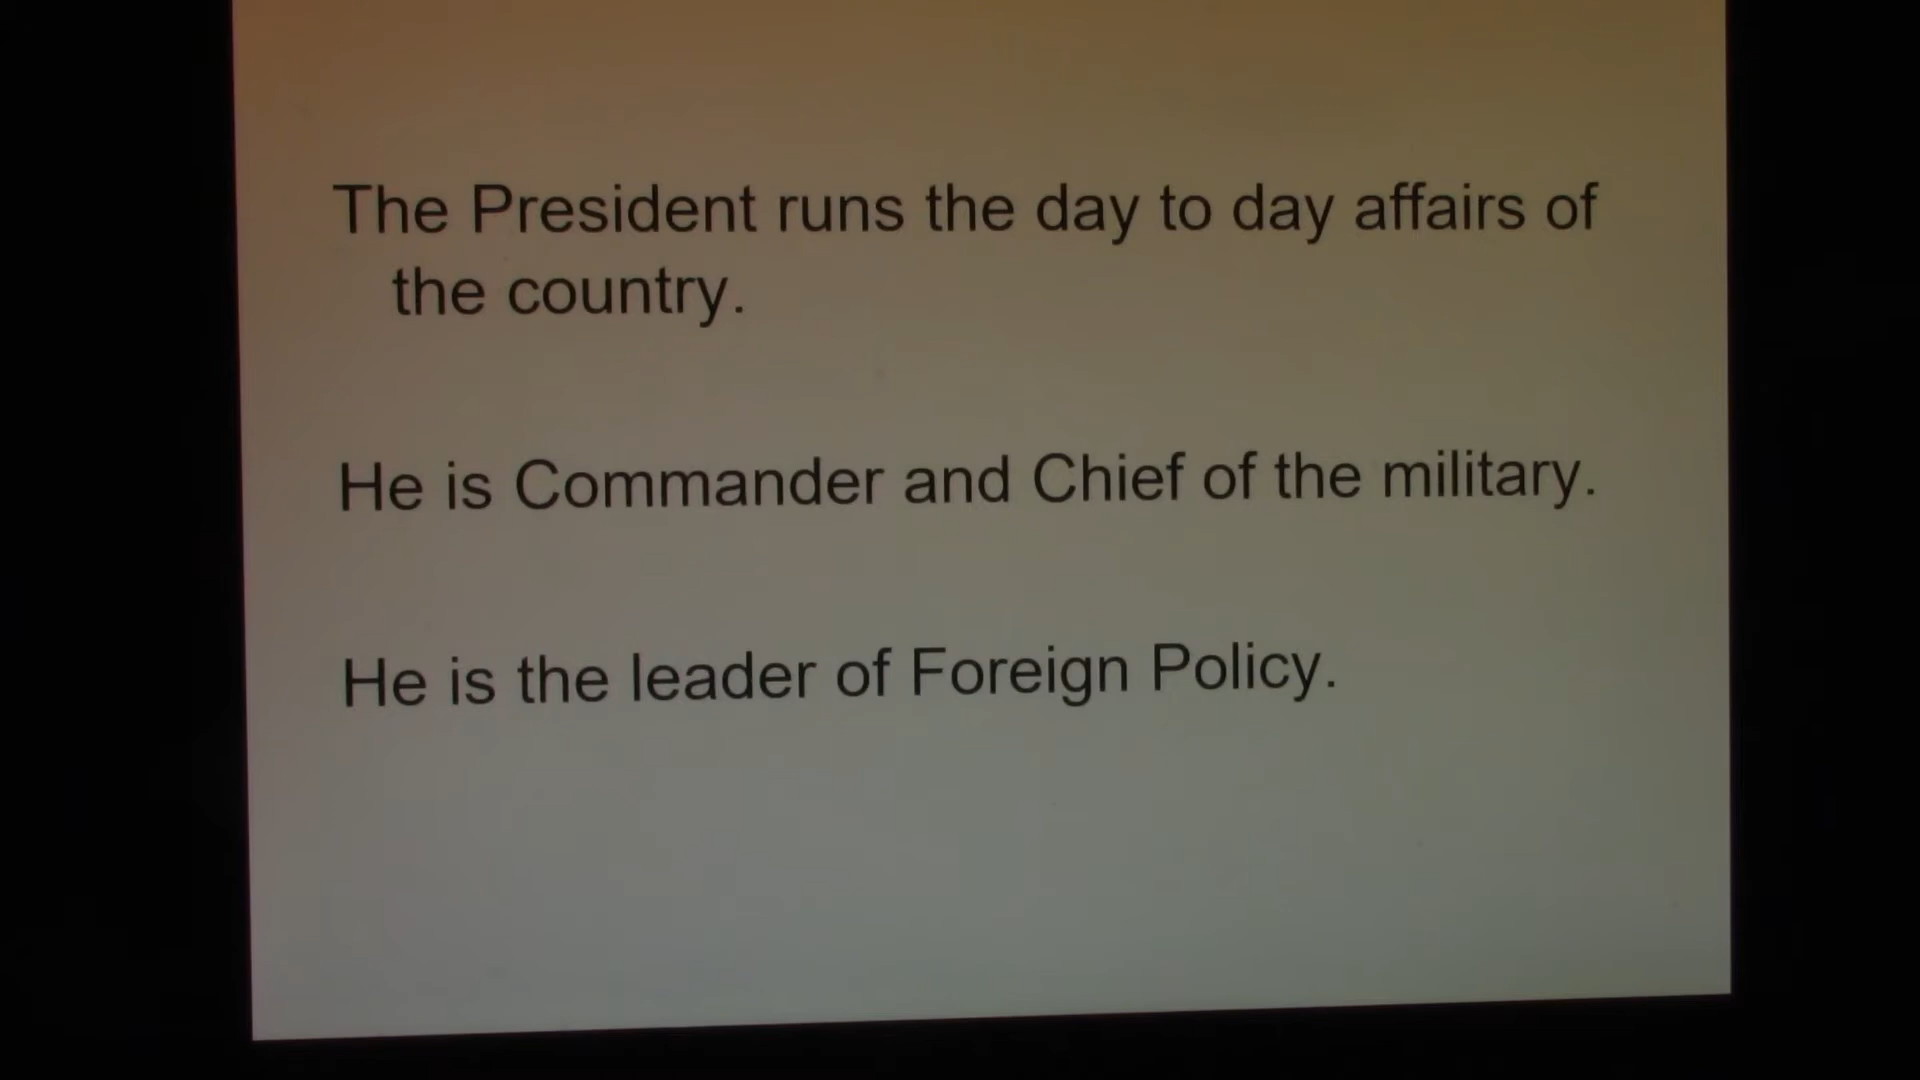 The President runs the day to day affairs of
the country.
He is Commander and Chief of the military.
He is the leader of Foreign Policy.